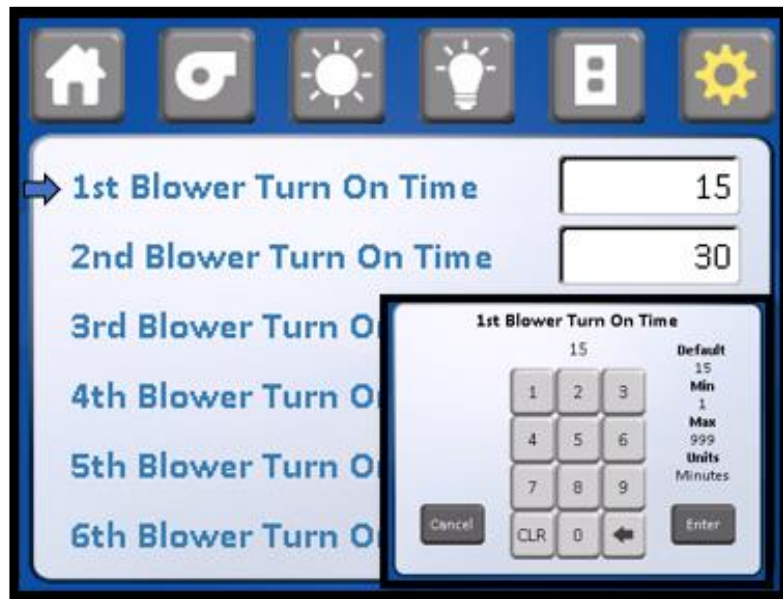 1st Blower Turn On Time
15
2nd Blower Turn On Time
30
3rd Blower Turn
4th Blower Turn
5th Blower Turn
6th Blower Turn
1st Blower Turn On Time
15
Default
15
Min
1
Max
999
Units
Minutes
1 2 3
4 5 6
7 8 9
CLR 0
Cancel
Enter